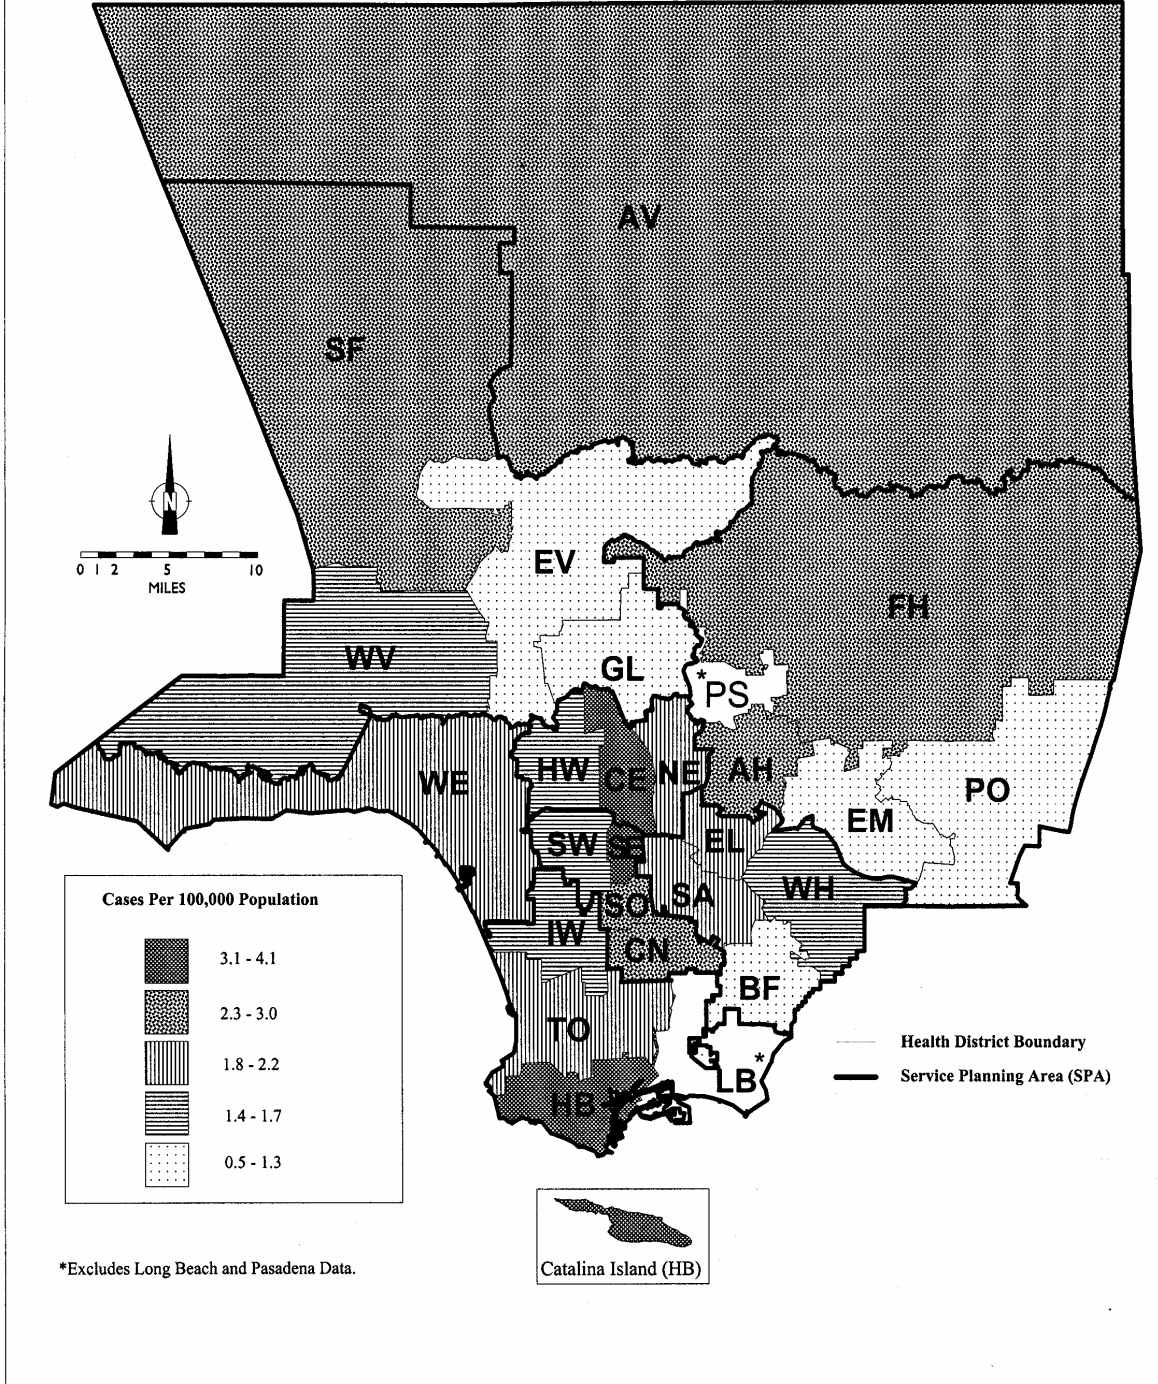 AV
SF
N
0 1 2 5 10
MILES
EV
FH
WV
GL
*
PS
HW
CE
NE
AH
WE
PO
EM
SW
EL
WH
SO
SA
IW
CN
BF
TO
*
LB
HB
Cases Per 100,000 Population
3.1 - 4.1
2.3 - 3.0
1.8 - 2.2
1.4 - 1.7
0.5 - 1.3
Health District Boundary
Service Planning Area (SPA)
*Excludes Long Beach and Pasadena Data.
Catalina Island (HB)